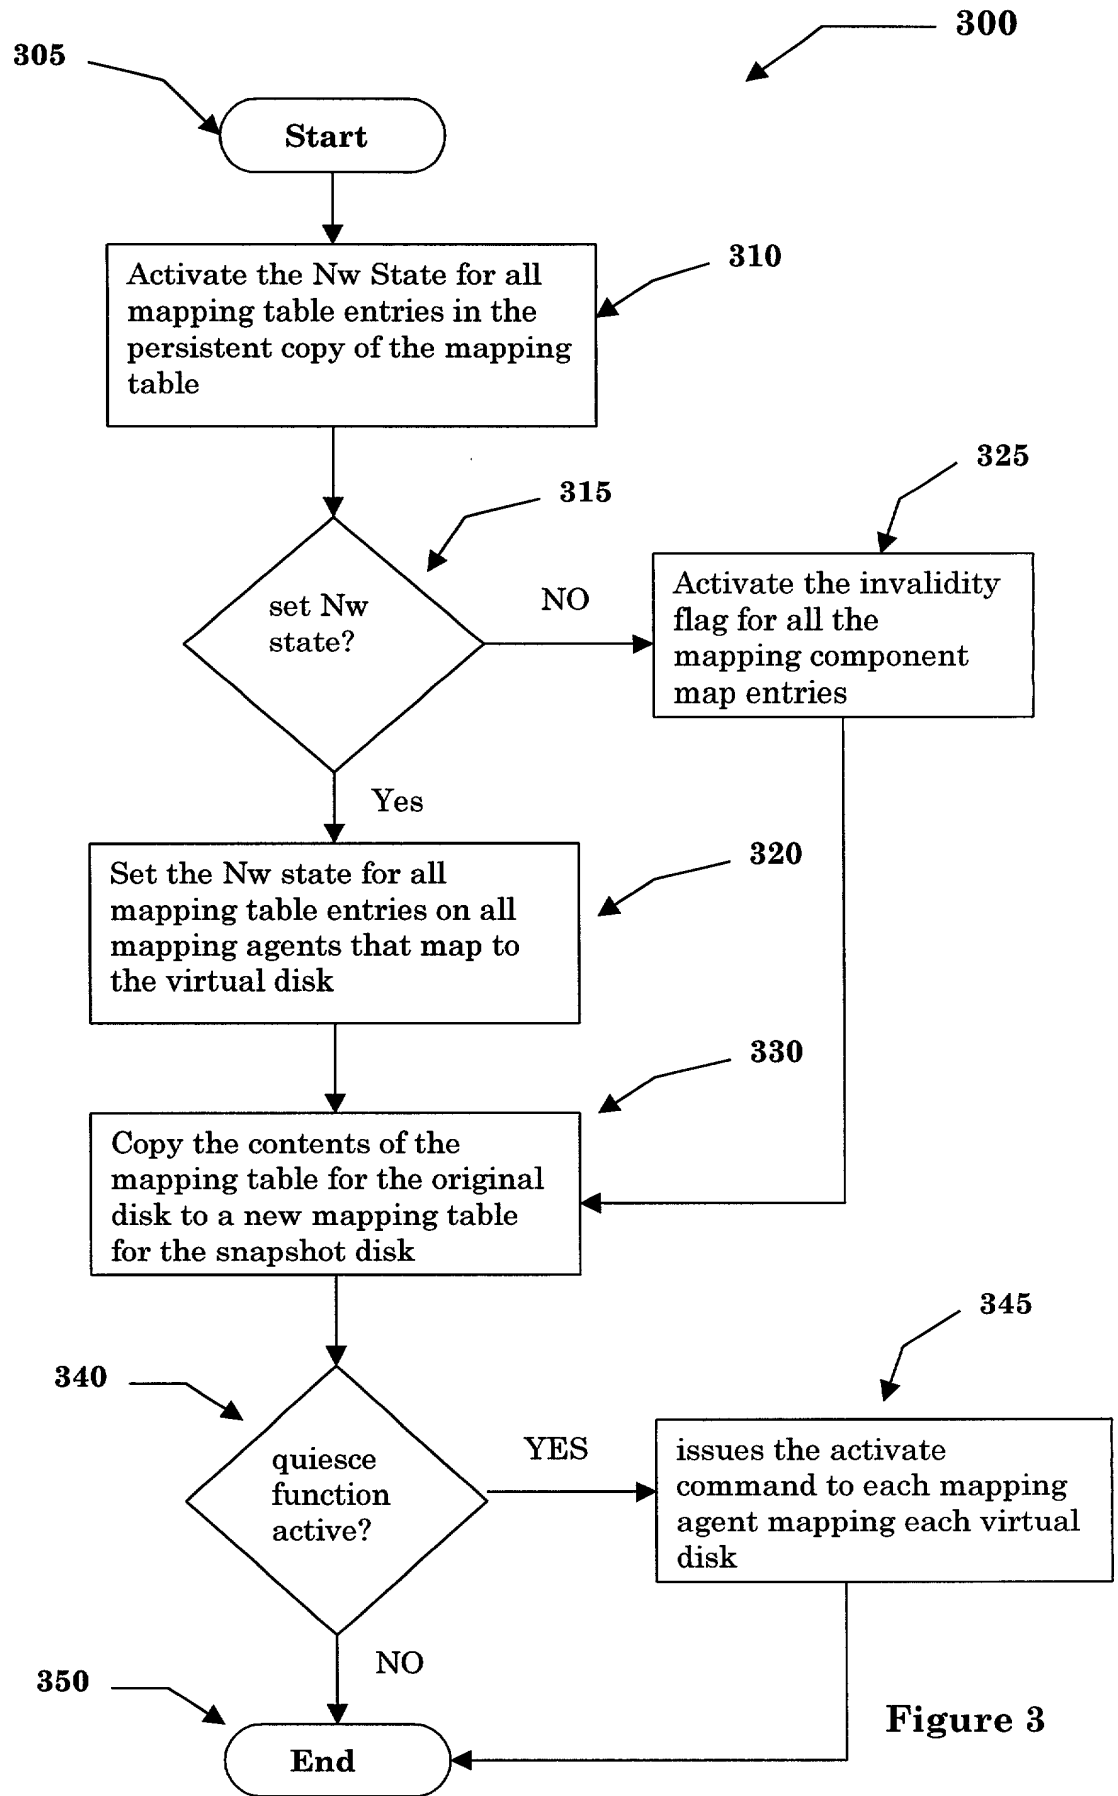 300
305
Start
310
Activate the Nw State for all
mapping table entries in the
persistent copy of the mapping
table
325
315
set Nw
state?
NO
Activate the invalidity
flag for all the
mapping component
map entries
Yes
320
Set the Nw state for all
mapping table entries on all
mapping agents that map to
the virtual disk
330
Copy the contents of the
mapping table for the original
disk to a new mapping table
for the snapshot disk
345
340
quiesce
function
active?
YES
issues the activate
command to each mapping
agent mapping each virtual
disk
NO
350
End
Figure 3